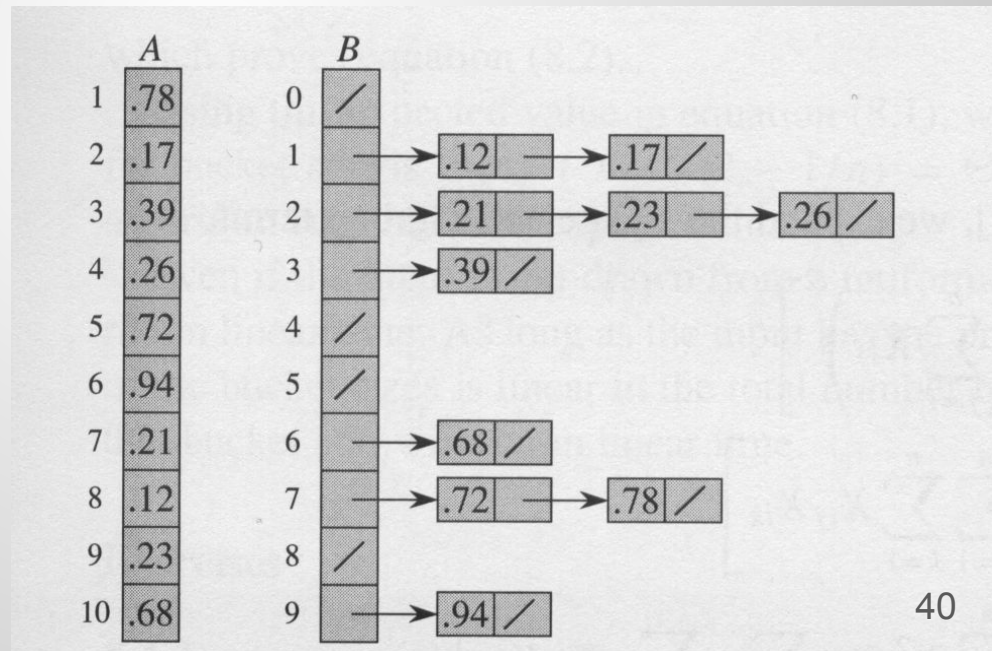 A B
1 .78 0 /
2 .17 1 .12 .17 /
3 .39 2 .21 .23 .26 /
4 .26 3 .39 /
5 .72 4 /
6 .94 5 /
7 .21 6 .68 /
8 .12 7 .72 .78 /
9 .23 8 /
10 .68 9 .94 /
40